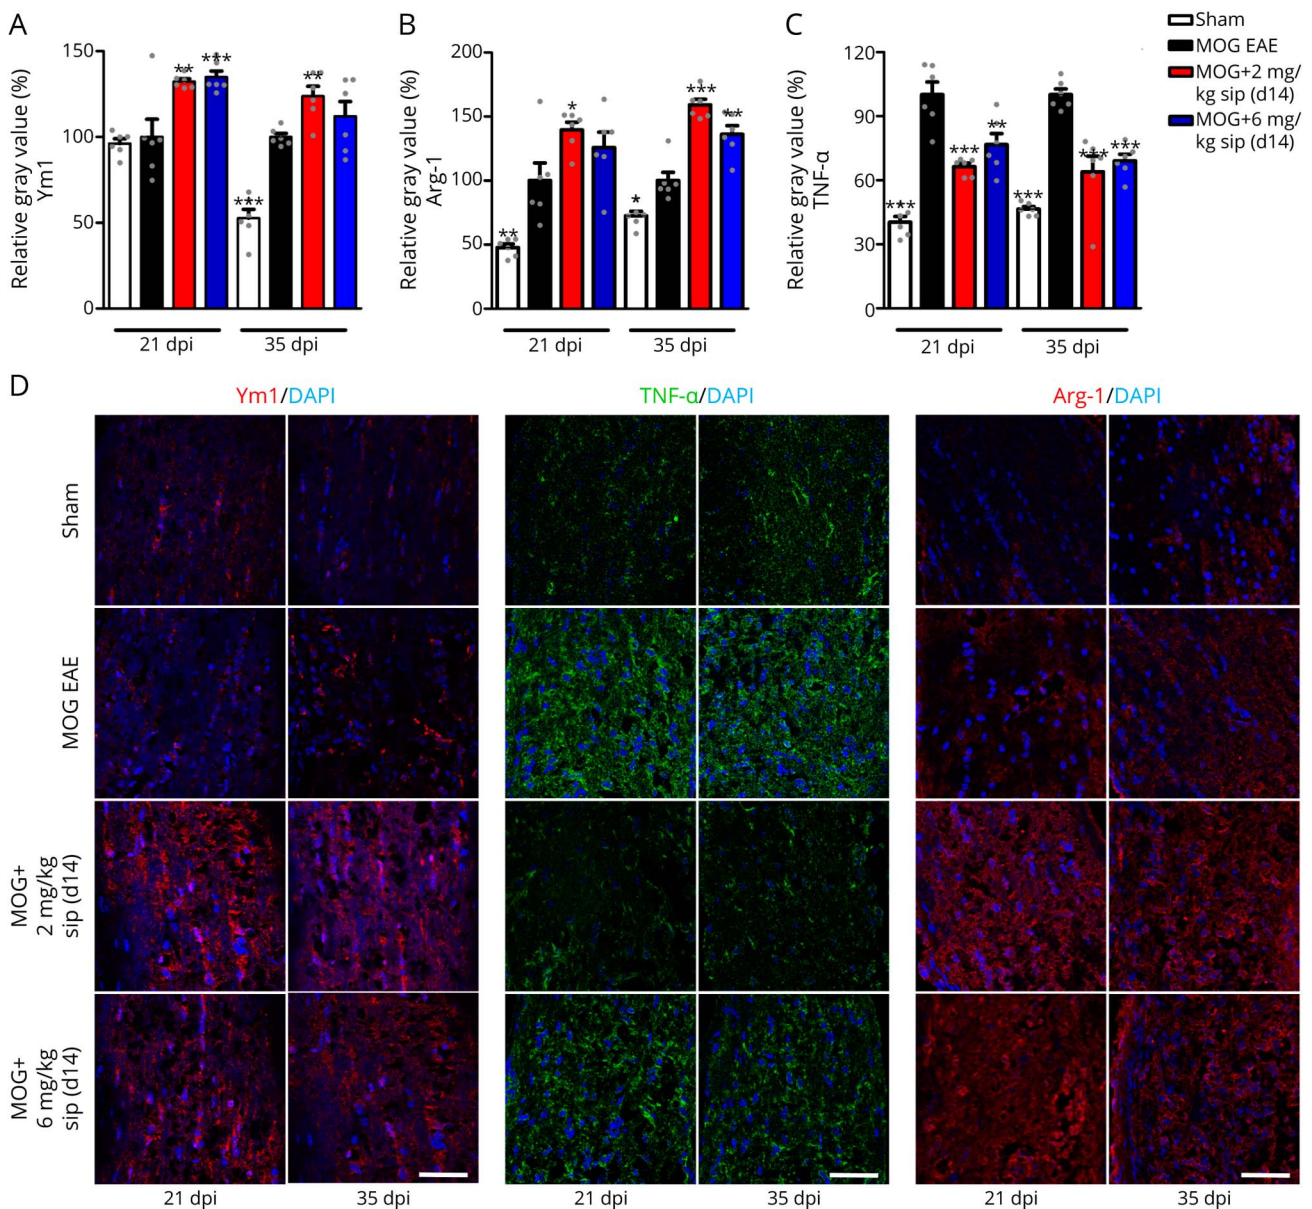 A
Relative gray value (%)
Ym1
150
100
50
0
**
***
***
**
21 dpi
35 dpi
B
Relative gray value (%)
Arg-1
200
150
100
50
0
**
*
*
***
**
21 dpi
35 dpi
C
Relative gray value (%)
TNF-α
120
90
60
30
0
***
***
**
***
***
***
21 dpi
35 dpi
Sham
MOG EAE
MOG+2 mg/
kg sip (d14)
MOG+6 mg/
kg sip (d14)
D
Ym1/DAPI
TNF-α/DAPI
Arg-1/DAPI
Sham
MOG EAE
MOG+
2 mg/kg
sip (d14)
MOG+
6 mg/kg
sip (d14)
21 dpi
35 dpi
21 dpi
35 dpi
21 dpi
35 dpi